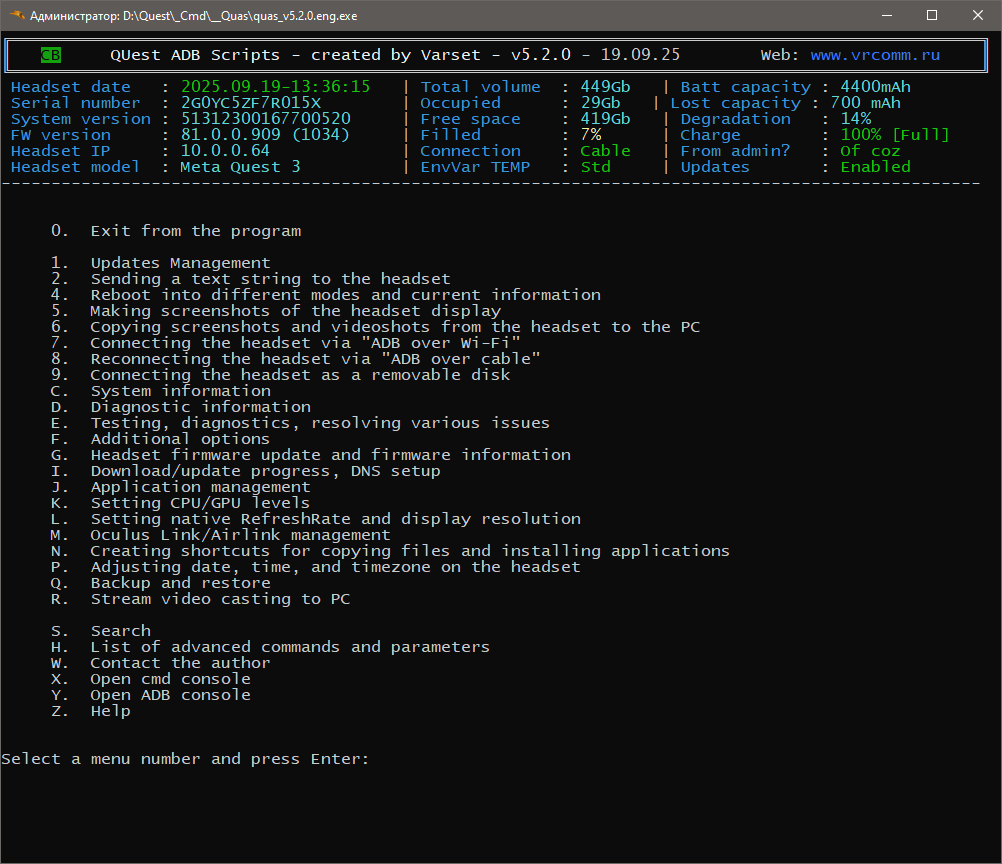 Администратор: D:\Quest\_Cmd\__Quas\quas_v5.2.0.eng.exe
CB QUest ADB Scripts - created by Varset - v5.2.0 - 19.09.25 Web: www.vrcomm.ru
Headset date : 2025.09.19-13:36:15 | Total volume : 449Gb | Batt capacity : 4400mAh
Serial number : 2G0YC5ZF7R015X | Occupied : 29Gb | Lost capacity : 700 mAh
System version : 51312300167700520 | Free space : 419Gb | Degradation : 14%
FW version : 81.0.0.909 (1034) | Filled : 7% | Charge : 100% [Full]
Headset IP : 10.0.0.64 | Connection : Cable | From admin? : Of coz
Headset model : Meta Quest 3 | EnvVar TEMP : Std | Updates : Enabled
--------------------------------------------------------------------------------------------------
0. Exit from the program
1. Updates Management
2. Sending a text string to the headset
4. Reboot into different modes and current information
5. Making screenshots of the headset display
6. Copying screenshots and videoshots from the headset to the PC
7. Connecting the headset via "ADB over Wi-Fi"
8. Reconnecting the headset via "ADB over cable"
9. Connecting the headset as a removable disk
C. System information
D. Diagnostic information
E. Testing, diagnostics, resolving various issues
F. Additional options
G. Headset firmware update and firmware information
I. Download/update progress, DNS setup
J. Application management
K. Setting CPU/GPU levels
L. Setting native RefreshRate and display resolution
M. Oculus Link/Airlink management
N. Creating shortcuts for copying files and installing applications
P. Adjusting date, time, and timezone on the headset
Q. Backup and restore
R. Stream video casting to PC
S. Search
H. List of advanced commands and parameters
W. Contact the author
X. Open cmd console
Y. Open ADB console
Z. Help
Select a menu number and press Enter: